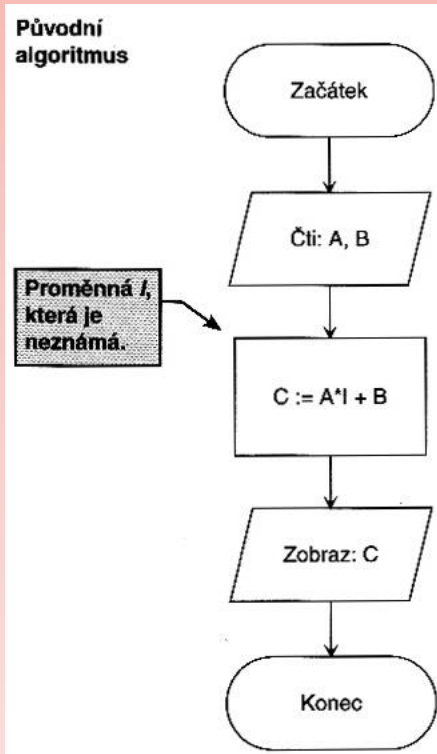 Původní
algoritmus
Začátek
Čti: A, B
Proměnná I,
která je
neznámá.
C := A*I + B
Zobraz: C
Konec